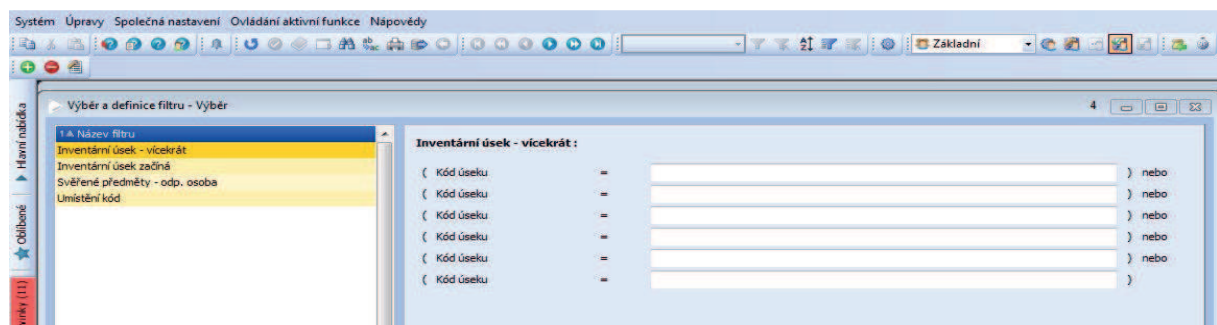 Systém Úpravy Společná nastavení Ovládání aktivní funkce Nápovědy
Základní
Výběr a definice filtru - Výběr
4
Hlavní nabídka
Oblíbené
vinky (11)
1 Název filtru
Inventární úsek - vícekrát
Inventární úsek začíná
Svěřené předměty - odp. osoba
Umístění kód
Inventární úsek - vícekrát :
( Kód úseku = ) nebo
( Kód úseku = ) nebo
( Kód úseku = ) nebo
( Kód úseku = ) nebo
( Kód úseku = ) nebo
( Kód úseku = )